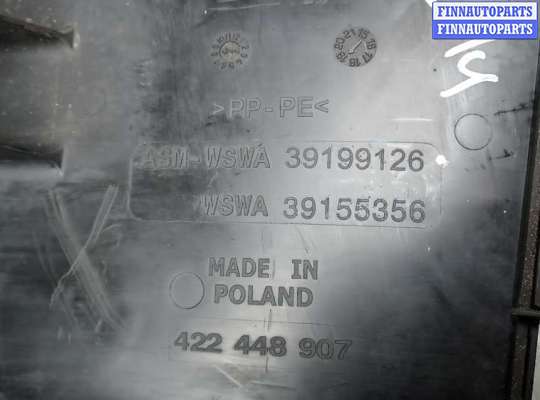 FINNAUTOPARTS
FINNAUTOPARTS
>PP-PE<
ASM-WSWA 39199126
WSWA 39155356
MADE IN
POLAND
422 448 907